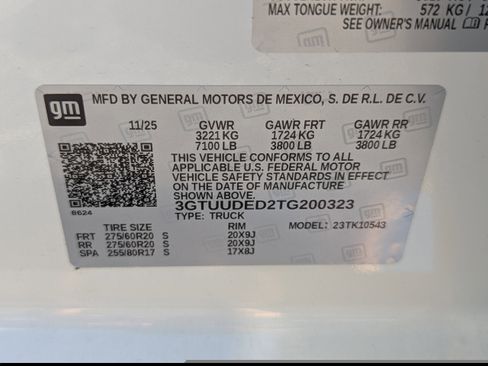 MAX TONGUE WEIGHT: 572 KG / 12
SEE OWNER'S MANUAL
gm
MFD BY GENERAL MOTORS DE MEXICO, S. DE R.L. DE C.V.
11/25 GVWR GAWR FRT GAWR RR
3221 KG 1724 KG 1724 KG
7100 LB 3800 LB 3800 LB
THIS VEHICLE CONFORMS TO ALL
APPLICABLE U.S. FEDERAL MOTOR
VEHICLE SAFETY STANDARDS IN EFFECT
ON THE DATE OF MANUFACTURE
SHOWN ABOVE.
3GTUUDED2TG200323
8624 TYPE: TRUCK MODEL: 23TK10543
TIRE SIZE RIM
FRT 275/60R20 S 20X9J
RR 275/60R20 S 20X9J
SPA 255/80R17 S 17X8J